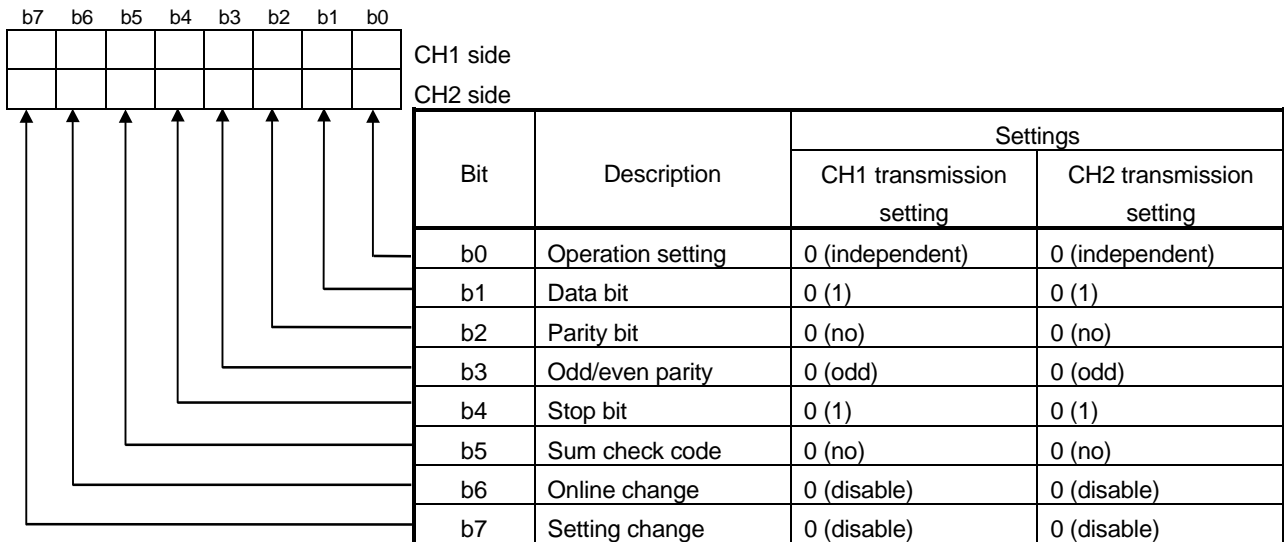 b7 b6 b5 b4 b3 b2 b1 b0
CH1 side
CH2 side
Bit Description Settings
CH1 transmission setting CH2 transmission setting
b0 Operation setting 0 (independent) 0 (independent)
b1 Data bit 0 (1) 0 (1)
b2 Parity bit 0 (no) 0 (no)
b3 Odd/even parity 0 (odd) 0 (odd)
b4 Stop bit 0 (1) 0 (1)
b5 Sum check code 0 (no) 0 (no)
b6 Online change 0 (disable) 0 (disable)
b7 Setting change 0 (disable) 0 (disable)